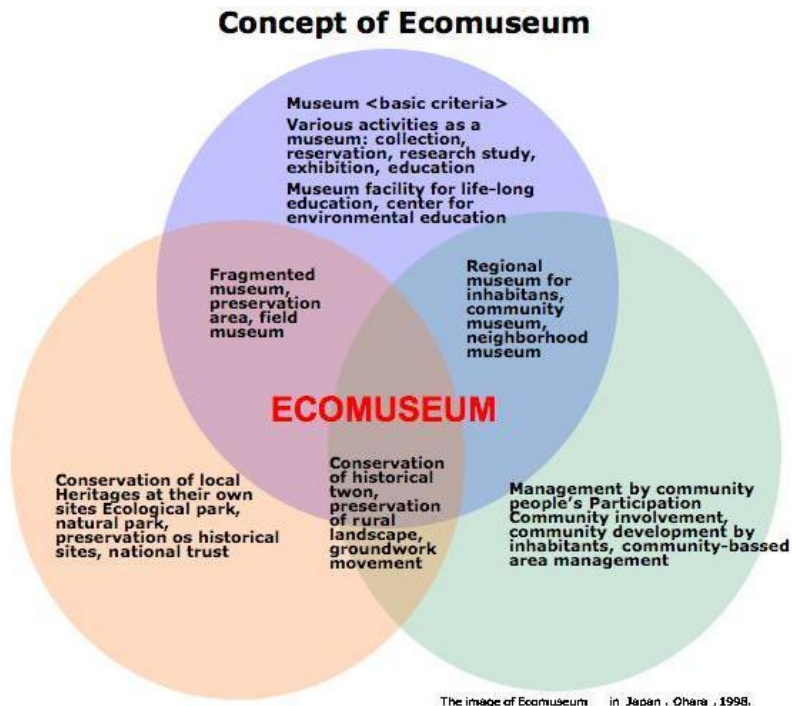 Concept of Ecomuseum
Museum <basic criteria>
Various activities as a
museum: collection,
reservation, research study,
exhibition, education
Museum facility for life-long
education, center for
environmental education
Fragmented
museum,
preservation
area, field
museum
Regional
museum for
inhabitans,
community
museum,
neighborhood
museum
ECOMUSEUM
Conservation of local
Heritages at their own
sites Ecological park,
natural park,
preservation os historical
sites, national trust
Conservation
of historical
twon,
preservation
of rural
landscape,
groundwork
movement
Management by community
people's Participation
Community involvement,
community development by
inhabitants, community-bassed
area management
The image of Ecomuseum in Japan , Ohara , 1998.